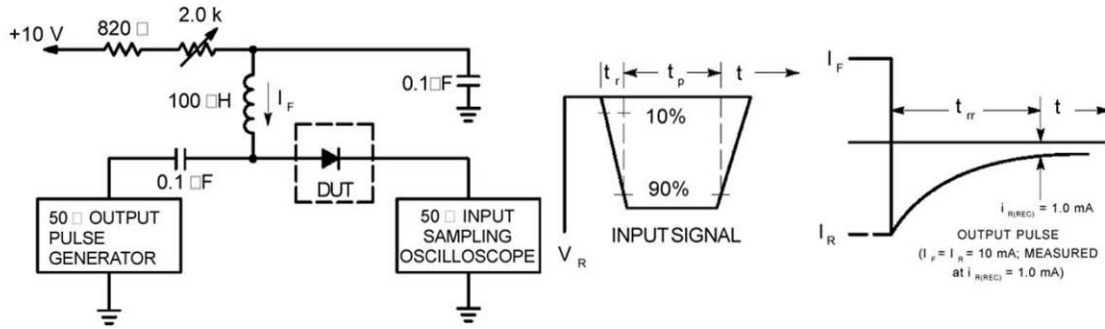 +10 V
820 □
2.0 k
100 □H
I F
0.1□F
0.1□F
DUT
50 □ OUTPUT
PULSE
GENERATOR
50 □ INPUT
SAMPLING
OSCILLOSCOPE
t r
t p
t
10%
90%
V R
INPUT SIGNAL
I F
t rr
t
I R
i R(REC) = 1.0 mA
OUTPUT PULSE
(I F = I R = 10 mA; MEASURED
at i R(REC) = 1.0 mA)